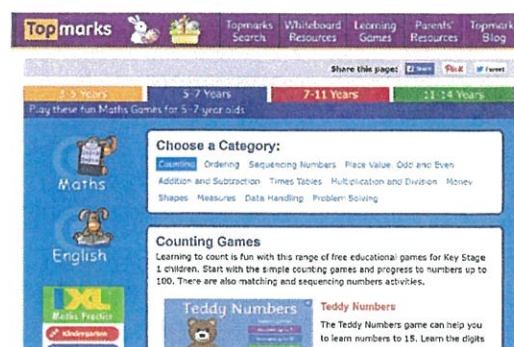 Topmarks
Topmarks Search
Whiteboard Resources
Learning Games
Parents' Resources
Topmark Blog
Share this page:
Share
Pin it
Tweet
3-5 Years
5-7 Years
7-11 Years
11-14 Years
Play these fun Maths Games for 5-7 year olds
Maths
English
IXL
Maths Practice
Kindergarten
Choose a Category:
Counting Ordering Sequencing Numbers Place Value Odd and Even
Addition and Subtraction Times Tables Multiplication and Division Money
Shapes Measures Data Handling Problem Solving
Counting Games
Learning to count is fun with this range of free educational games for Key Stage
1 children. Start with the simple counting games and progress to numbers up to
100. There are also matching and sequencing numbers activities.
Teddy Numbers
Teddy Numbers
The Teddy Numbers game can help you
to learn numbers to 15. Learn the digits